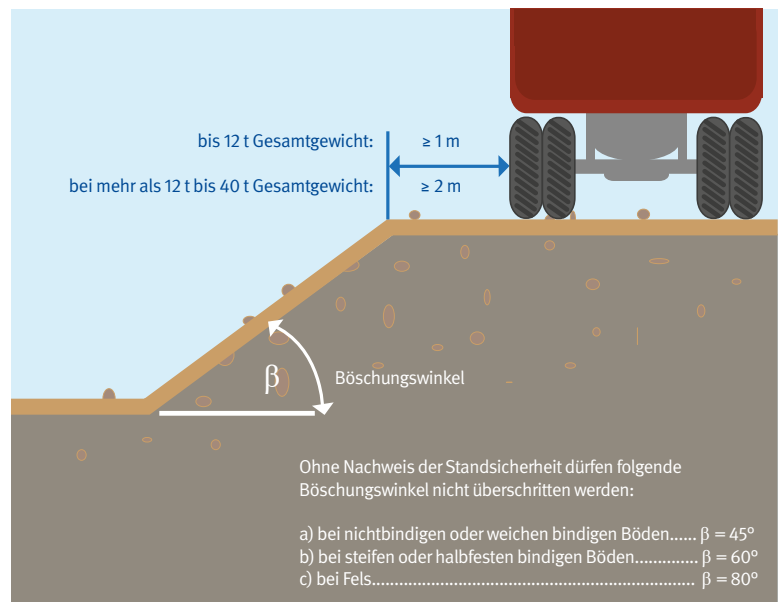 bis 12 t Gesamtgewicht: ≥ 1 m
bei mehr als 12 t bis 40 t Gesamtgewicht: ≥ 2 m
β Böschungswinkel
Ohne Nachweis der Standsicherheit dürfen folgende
Böschungswinkel nicht überschritten werden:
a) bei nichtbindigen oder weichen bindigen Böden...... β = 45°
b) bei steifen oder halbfesten bindigen Böden.............. β = 60°
c) bei Fels...................................................................... β = 80°